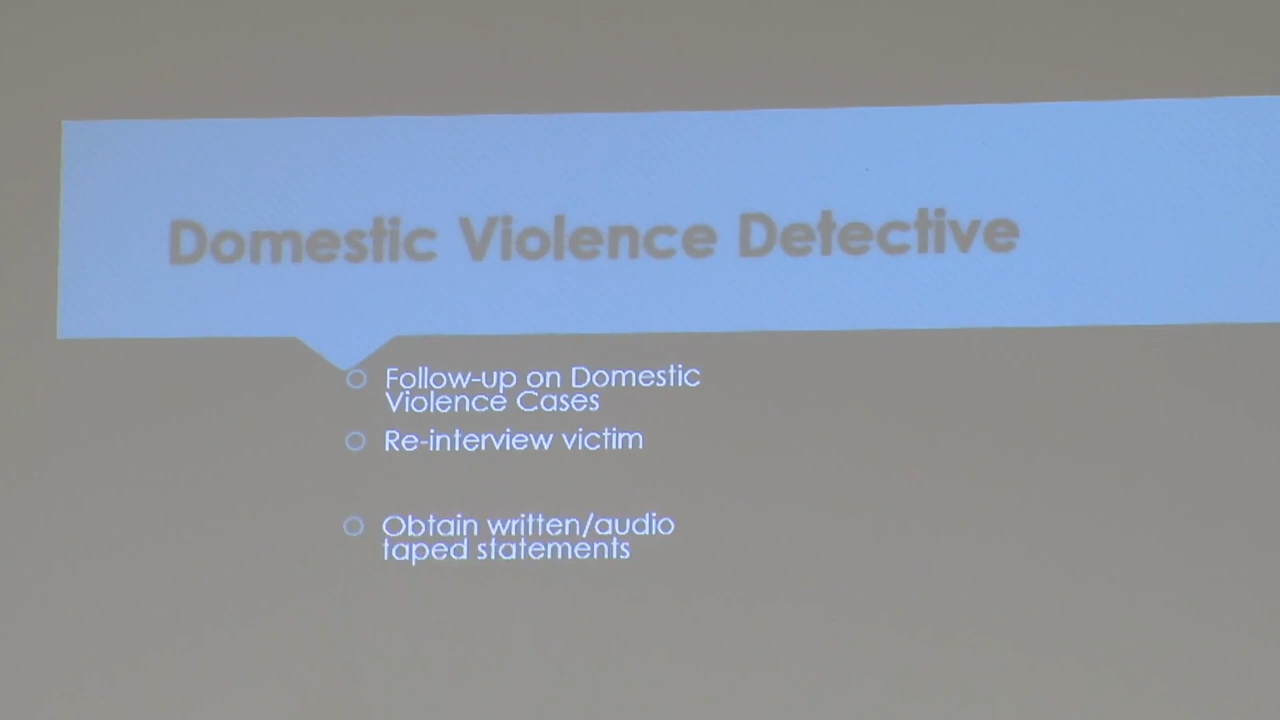 Domestic Violence Detective
Follow-up on Domestic
Violence Cases
Re-interview victim
Obtain written/audio
taped statements